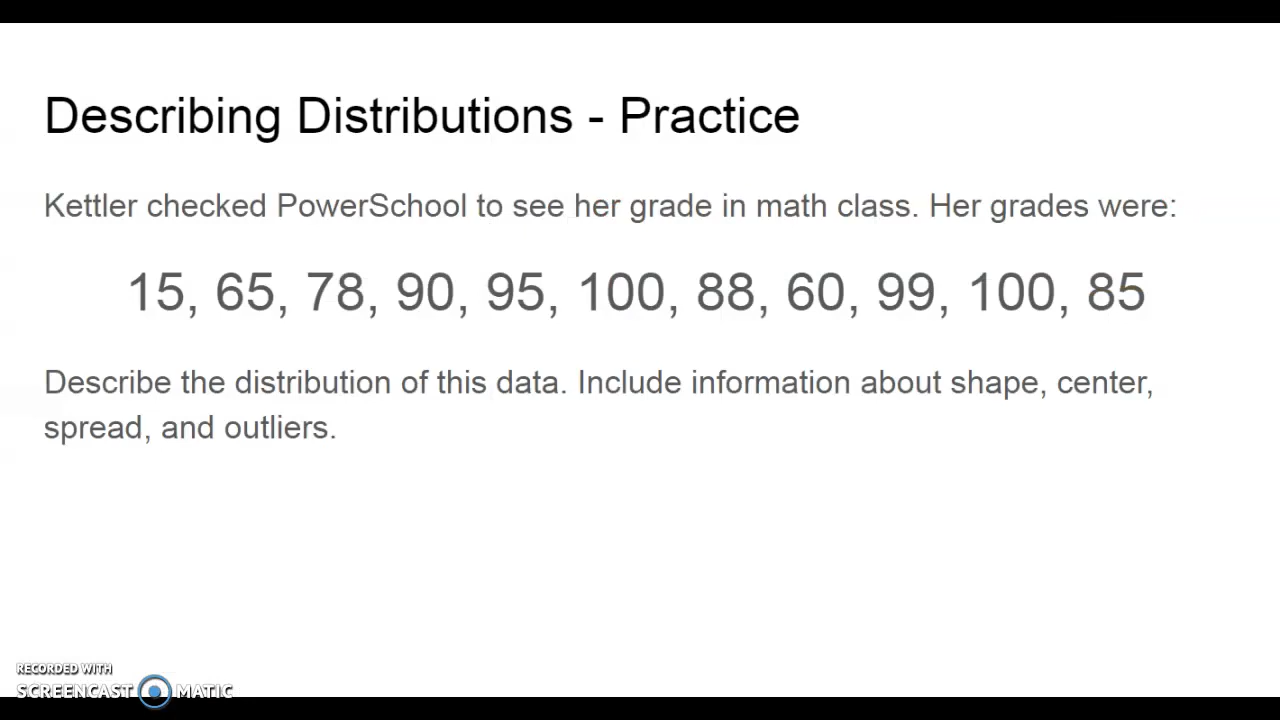 Describing Distributions - Practice
Kettler checked PowerSchool to see her grade in math class. Her grades were:
15, 65, 78, 90, 95, 100, 88, 60, 99, 100, 85
Describe the distribution of this data. Include information about shape, center,
spread, and outliers.
RECORDED WITH
SCREENCAST MATIC